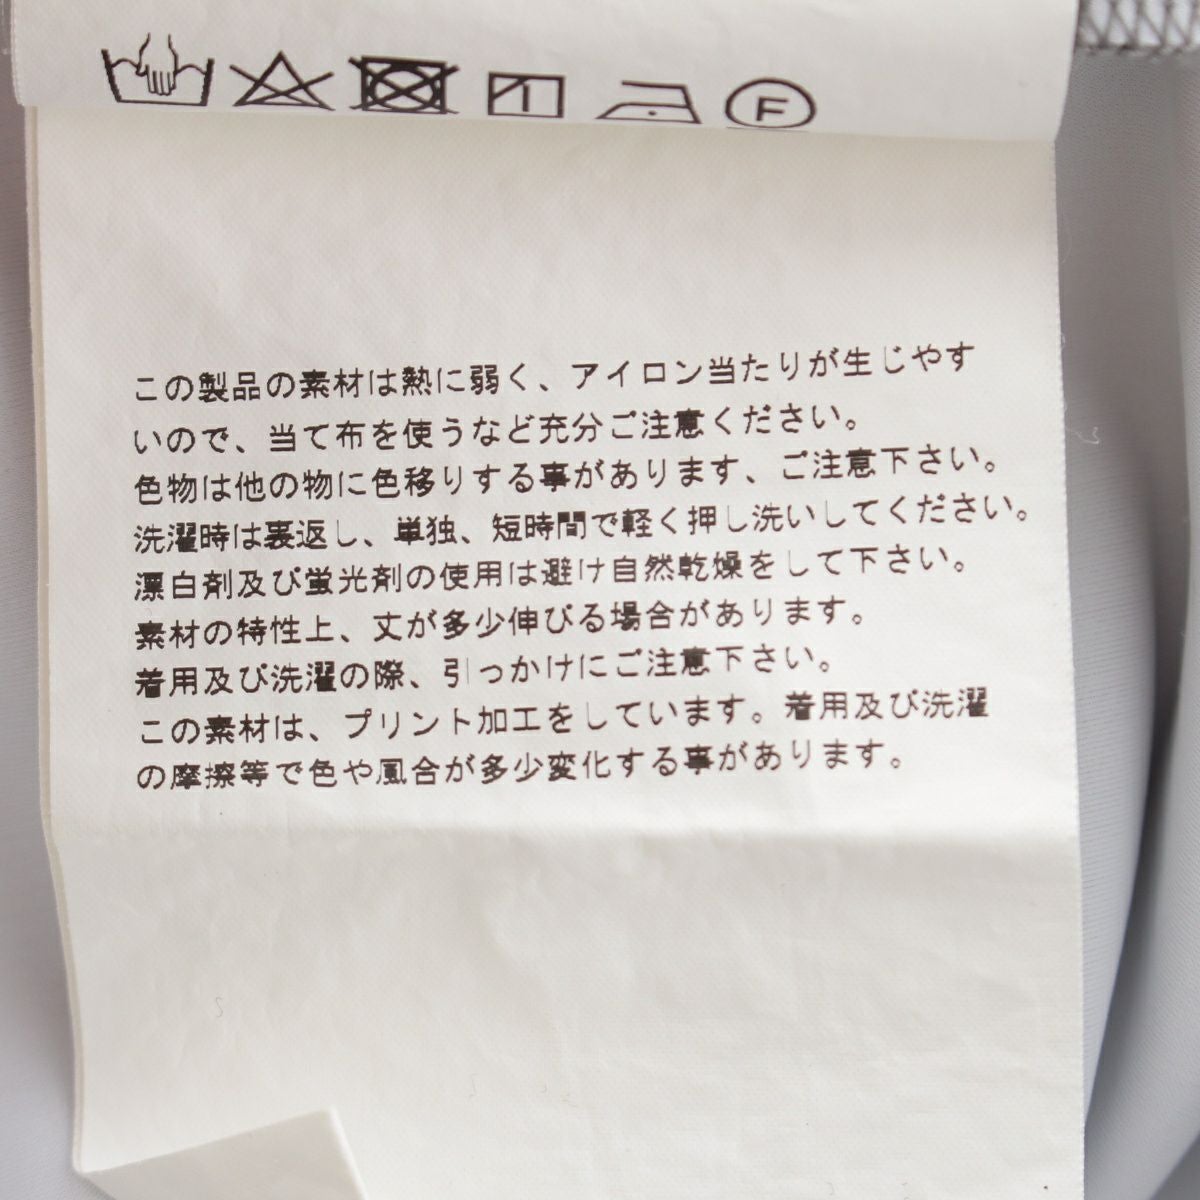 F
この製品の素材は熱に弱く、アイロン当たりが生じやす
いので、当て布を使うなど充分ご注意ください。
色物は他の物に色移りする事があります、ご注意下さい。
洗濯時は裏返し、単独、短時間で軽く押し洗いしてください。
漂白剤及び蛍光剤の使用は避け自然乾燥をして下さい。
素材の特性上、丈が多少伸びる場合があります。
着用及び洗濯の際、引っかけにご注意下さい。
この素材は、プリント加工をしています。着用及び洗濯
の摩擦等で色や風合が多少変化する事があります。